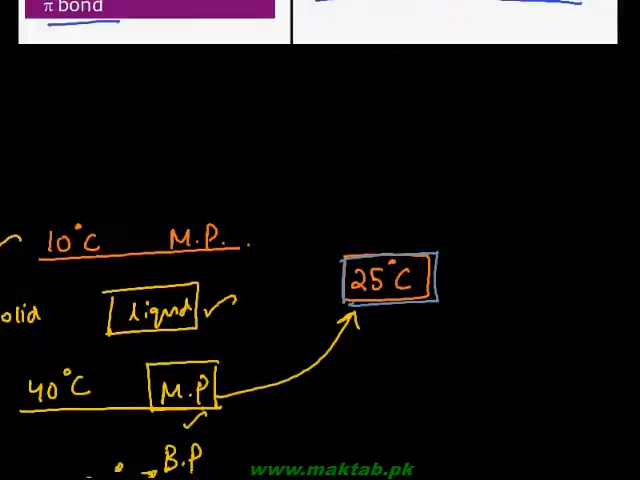 π bond
10°C M.P.
25°C
olid liquid
40°C M.P
B.P
www.maktab.pk